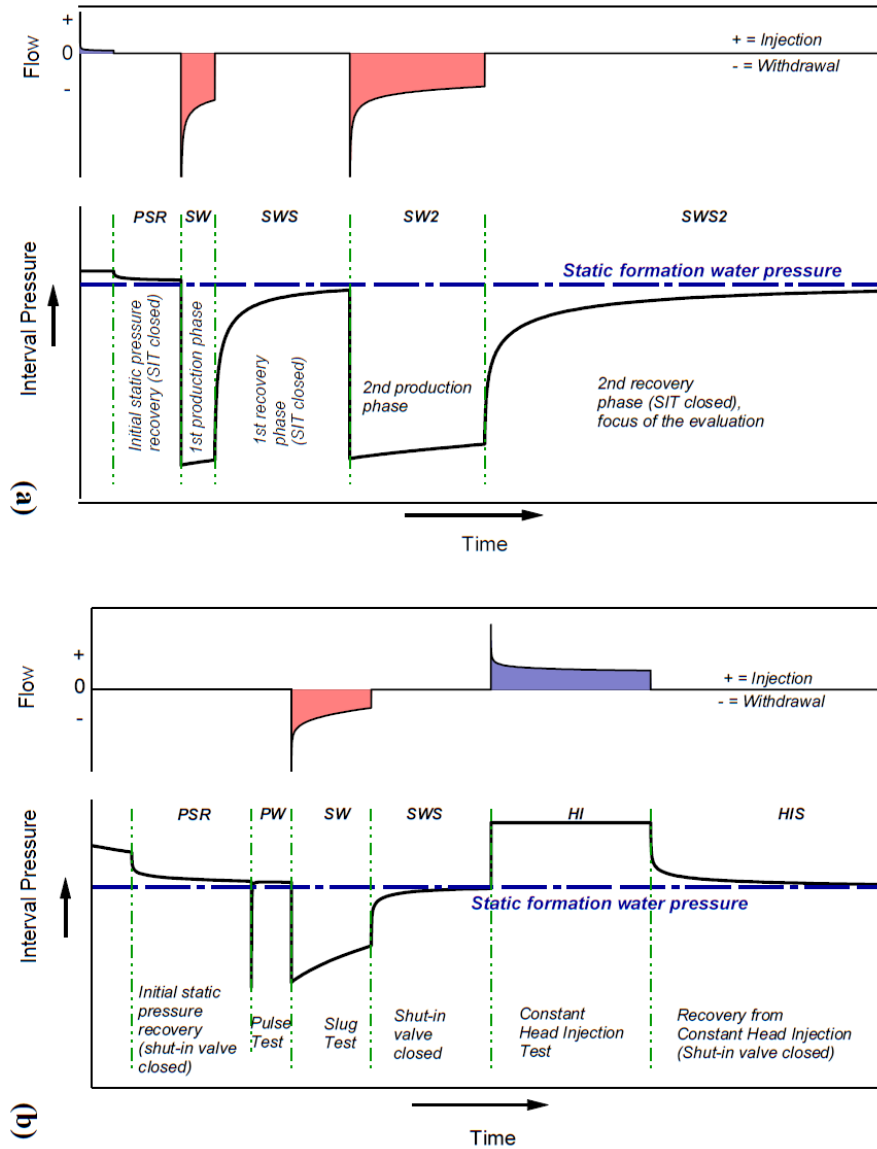 +
0
-
Flow
+ = Injection
- = Withdrawal
PSR
SW
SWS
SW2
SWS2
Static formation water pressure
Interval Pressure
Initial static pressure
recovery (SIT closed)
1st production phase
1st recovery
phase
(SIT closed)
2nd production
phase
2nd recovery
phase (SIT closed),
focus of the evaluation
(a)
Time
+
0
-
Flow
+ = Injection
- = Withdrawal
PSR
PW
SW
SWS
HI
HIS
Interval Pressure
Static formation water pressure
Initial static
pressure
recovery
(shut-in valve
closed)
Pulse
Test
Slug
Test
Shut-in
valve
closed
Constant
Head Injection
Test
Recovery from
Constant Head Injection
(Shut-in valve closed)
(b)
Time